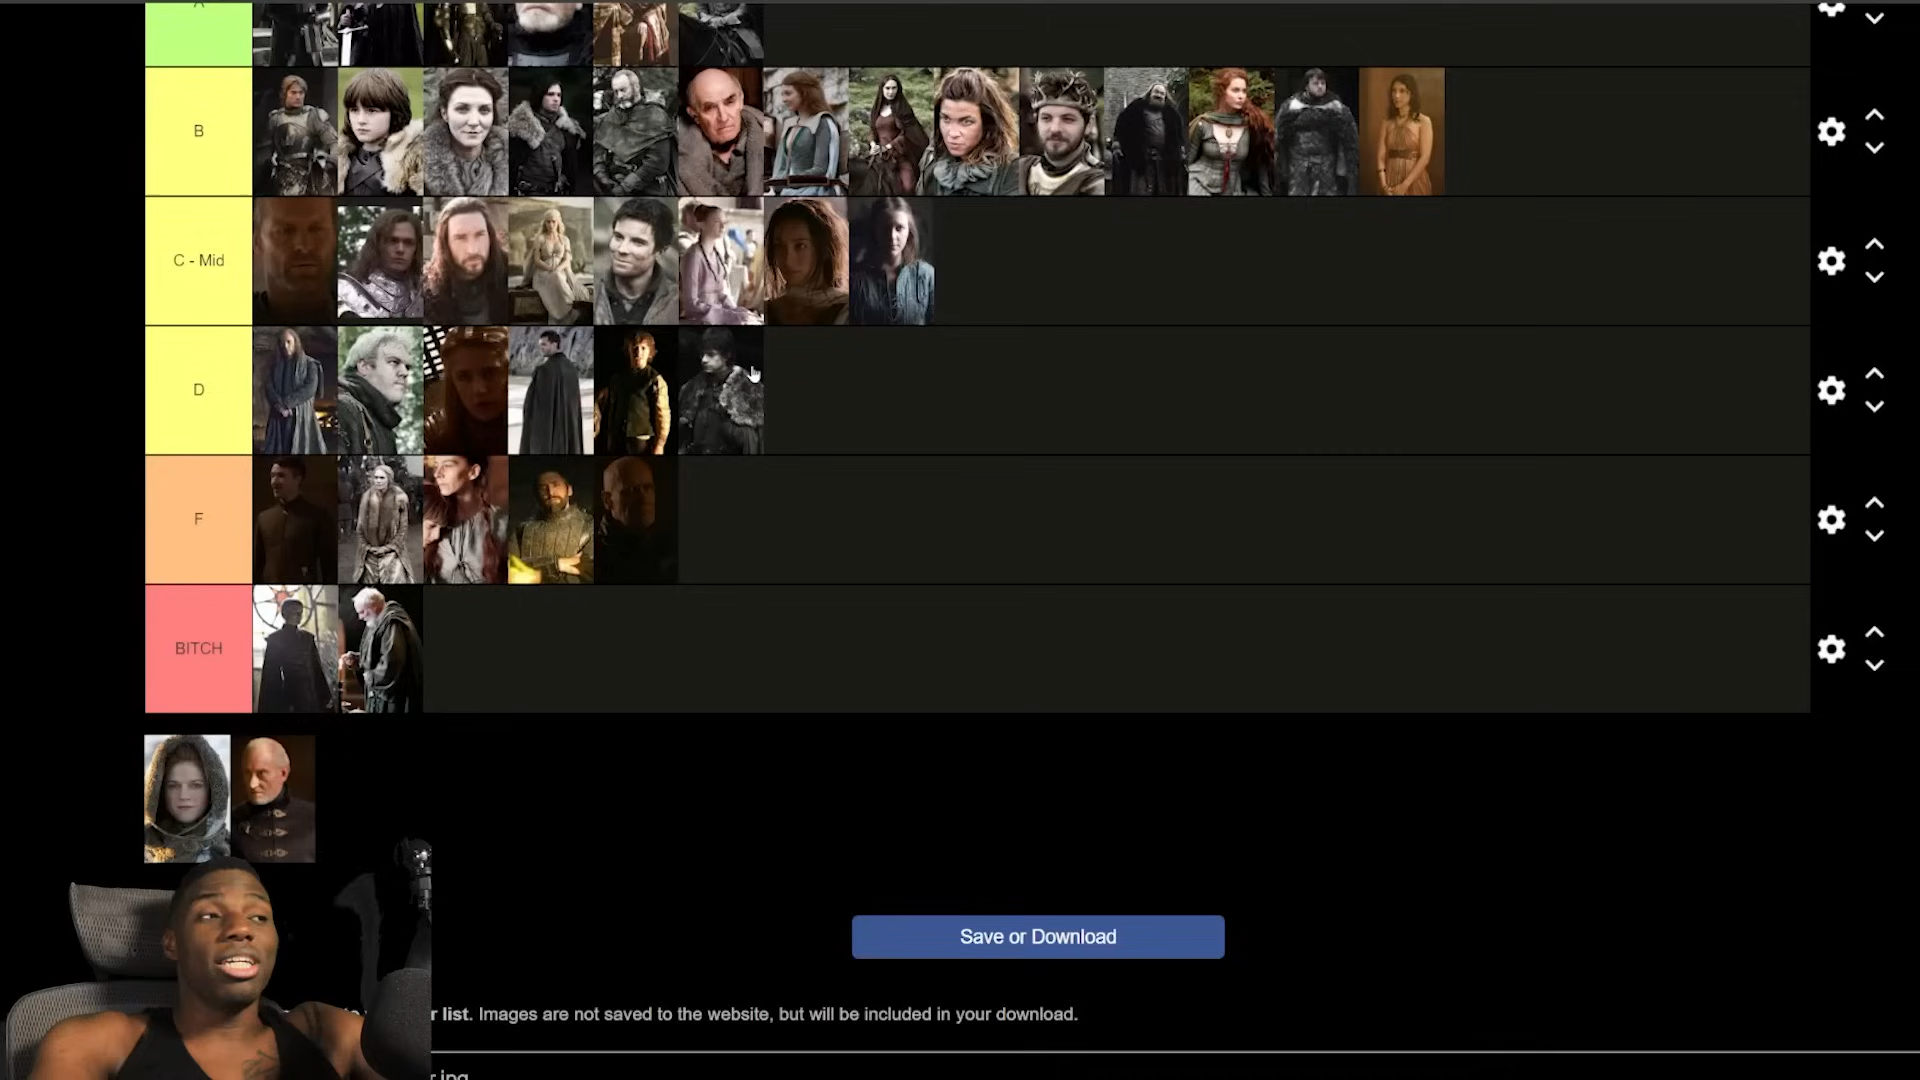 A
B
C - Mid
D
F
BITCH
Save or Download
r list. Images are not saved to the website, but will be included in your download.